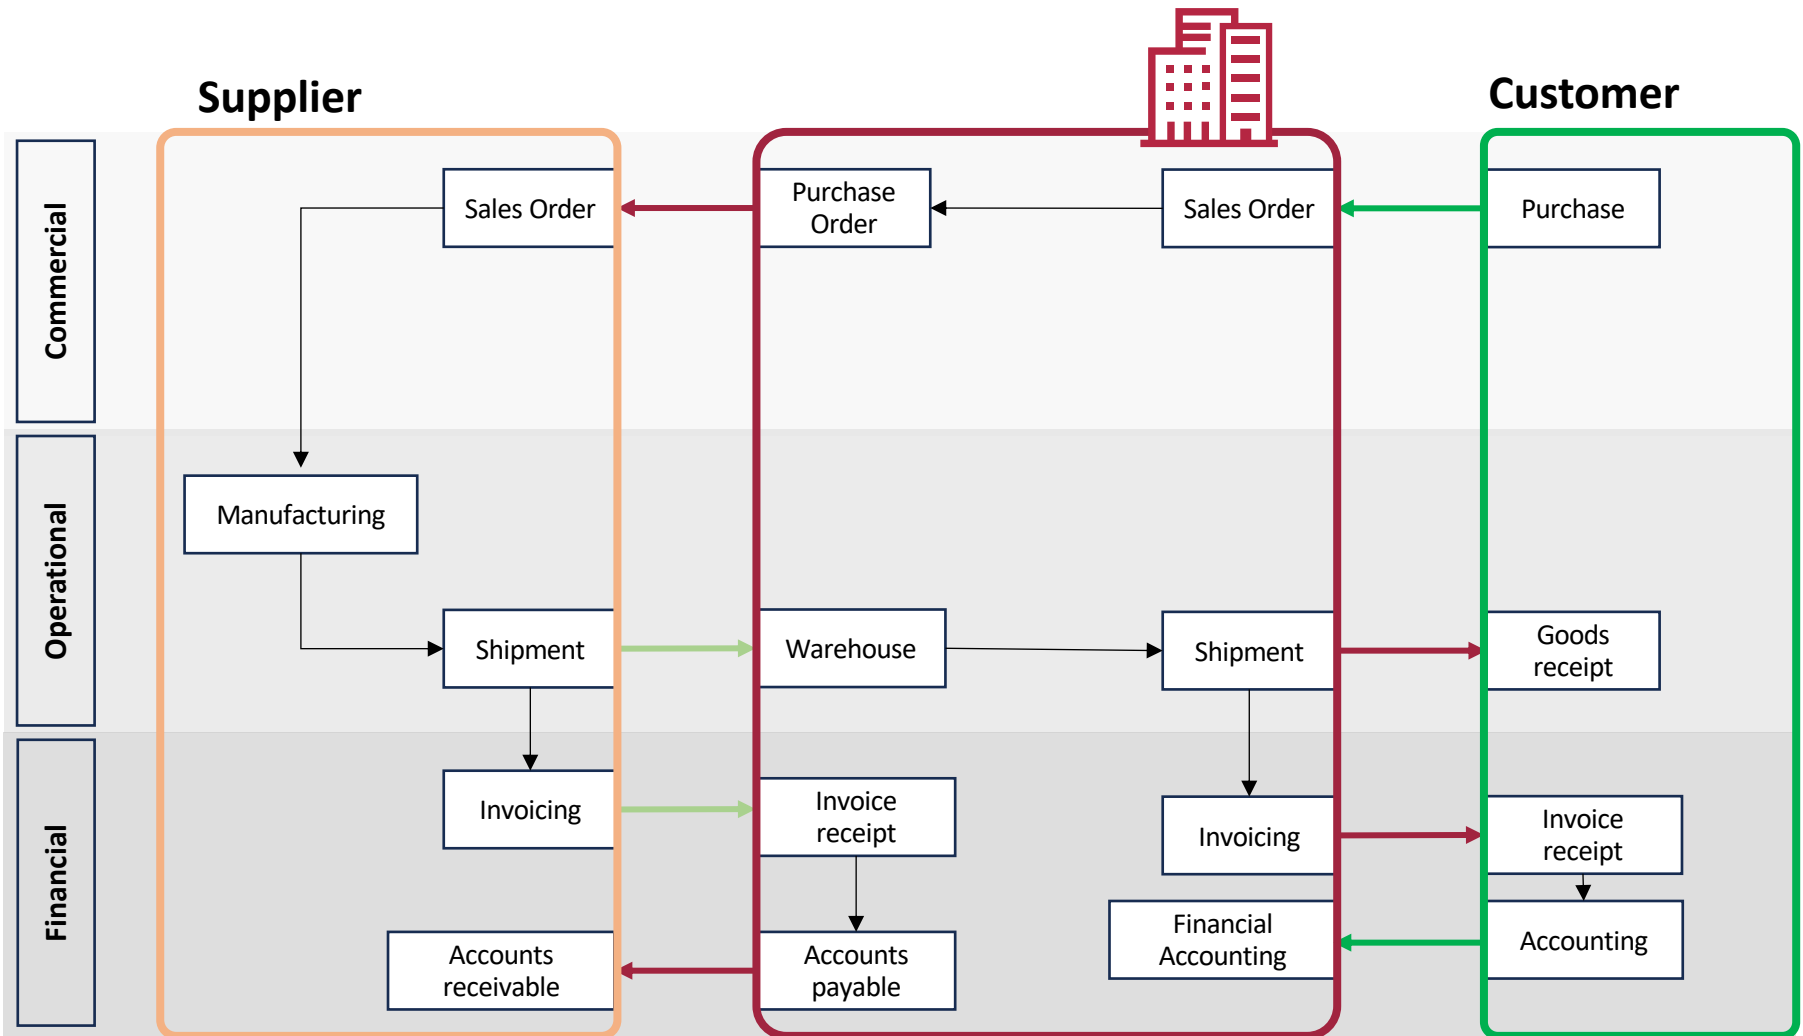 Supplier
Customer
Commercial
Sales Order
Purchase
Order
Sales Order
Purchase
Operational
Manufacturing
Shipment
Warehouse
Shipment
Goods
receipt
Financial
Invoicing
Invoice
receipt
Invoicing
Invoice
receipt
Accounts
receivable
Accounts
payable
Financial
Accounting
Accounting